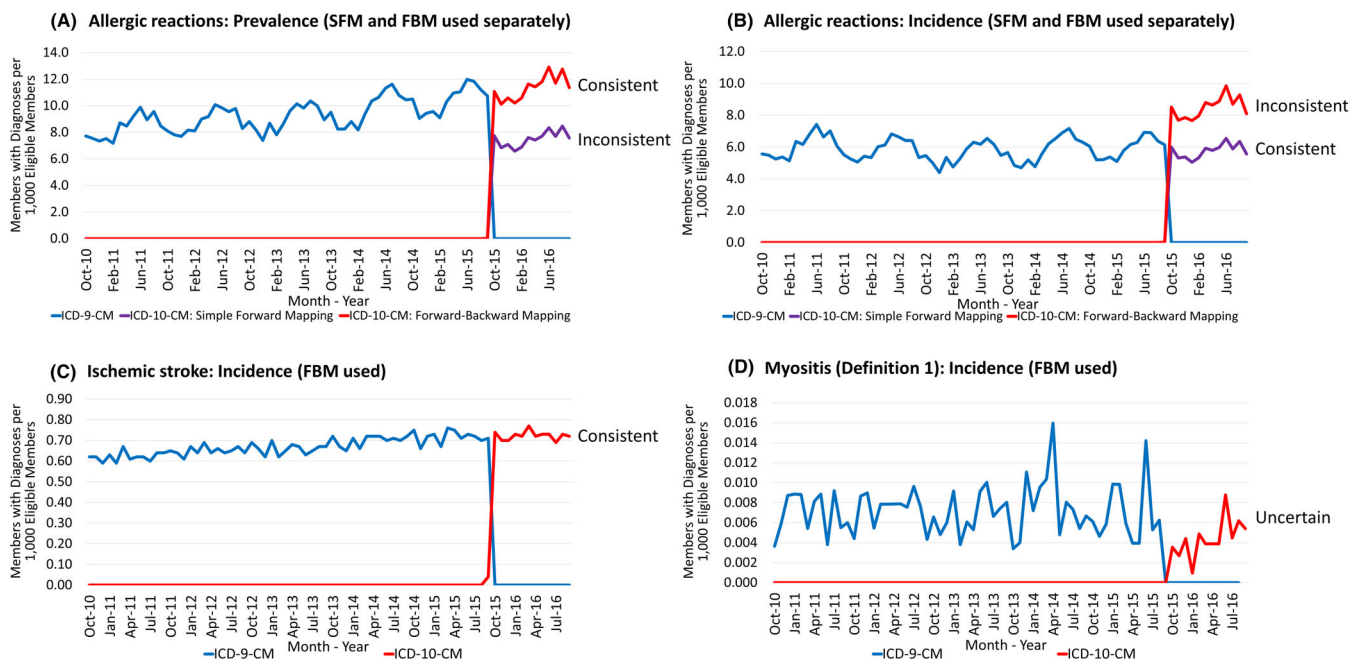 (A) Allergic reactions: Prevalence (SFM and FBM used separately)
Members with Diagnoses per
1,000 Eligible Members
14.0
12.0
10.0
8.0
6.0
4.0
2.0
0.0
Consistent
Inconsistent
Oct-10
Feb-11
Jun-11
Oct-11
Feb-12
Jun-12
Oct-12
Feb-13
Jun-13
Oct-13
Feb-14
Jun-14
Oct-14
Feb-15
Jun-15
Oct-15
Feb-16
Jun-16
Month - Year
ICD-9-CM ICD-10-CM: Simple Forward Mapping ICD-10-CM: Forward-Backward Mapping
(B) Allergic reactions: Incidence (SFM and FBM used separately)
Members with Diagnoses per
1,000 Eligible Members
12.0
10.0
8.0
6.0
4.0
2.0
0.0
Inconsistent
Consistent
Oct-10
Feb-11
Jun-11
Oct-11
Feb-12
Jun-12
Oct-12
Feb-13
Jun-13
Oct-13
Feb-14
Jun-14
Oct-14
Feb-15
Jun-15
Oct-15
Feb-16
Jun-16
Month - Year
ICD-9-CM ICD-10-CM: Simple Forward Mapping ICD-10-CM: Forward-Backward Mapping
(C) Ischemic stroke: Incidence (FBM used)
Members with Diagnoses per
1,000 Eligible Members
0.90
0.80
0.70
0.60
0.50
0.40
0.30
0.20
0.10
0.00
Consistent
Oct-10
Jan-11
Apr-11
Jul-11
Oct-11
Jan-12
Apr-12
Jul-12
Oct-12
Jan-13
Apr-13
Jul-13
Oct-13
Jan-14
Apr-14
Jul-14
Oct-14
Jan-15
Apr-15
Jul-15
Oct-15
Jan-16
Apr-16
Jul-16
Month - Year
ICD-9-CM ICD-10-CM
(D) Myositis (Definition 1): Incidence (FBM used)
Members with Diagnoses per
1,000 Eligible Members
0.018
0.016
0.014
0.012
0.010
0.008
0.006
0.004
0.002
0.000
Uncertain
Oct-10
Jan-11
Apr-11
Jul-11
Oct-11
Jan-12
Apr-12
Jul-12
Oct-12
Jan-13
Apr-13
Jul-13
Oct-13
Jan-14
Apr-14
Jul-14
Oct-14
Jan-15
Apr-15
Jul-15
Oct-15
Jan-16
Apr-16
Jul-16
Month - Year
ICD-9-CM ICD-10-CM